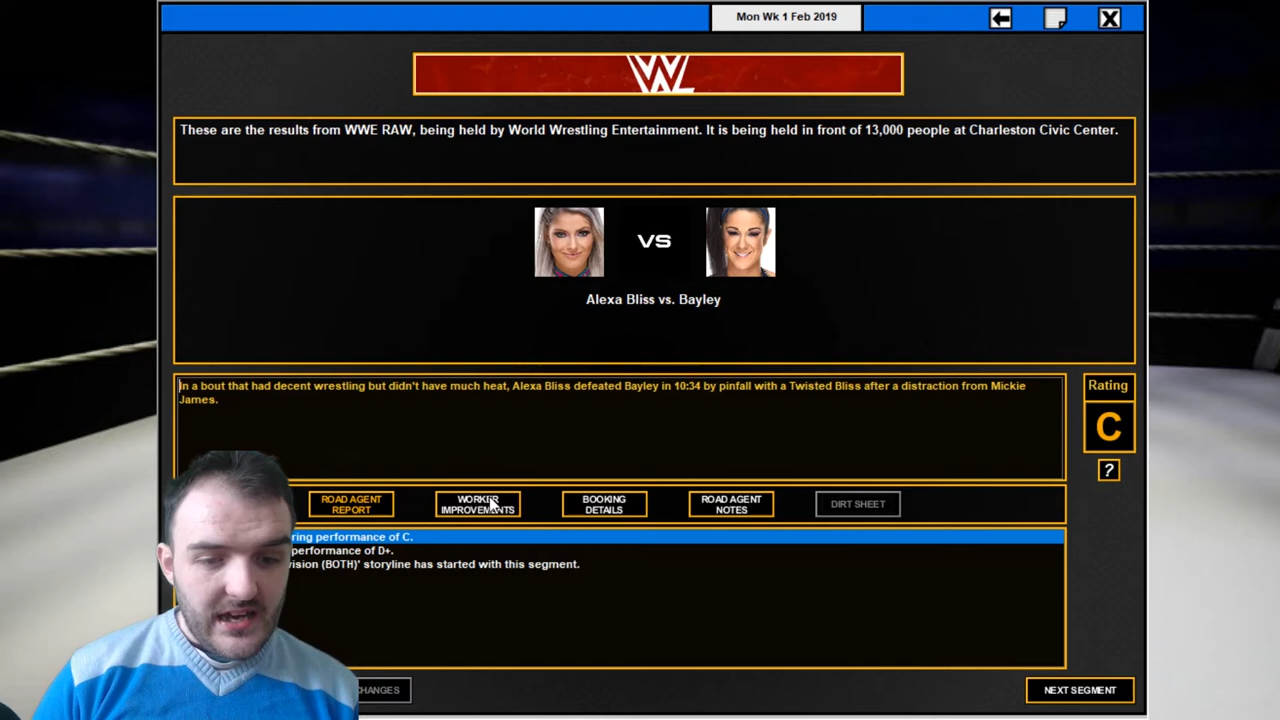 Mon Wk 1 Feb 2019
These are the results from WWE RAW, being held by World Wrestling Entertainment. It is being held in front of 13,000 people at Charleston Civic Center.
VS
Alexa Bliss vs. Bayley
In a bout that had decent wrestling but didn't have much heat, Alexa Bliss defeated Bayley in 10:34 by pinfall with a Twisted Bliss after a distraction from Mickie
James.
Rating
C
?
ROAD AGENT
REPORT
WORKER
IMPROVEMENTS
BOOKING
DETAILS
ROAD AGENT
NOTES
DIRT SHEET
performance of C.
performance of D+.
(BOTH)' storyline has started with this segment.
CHANGES
NEXT SEGMENT